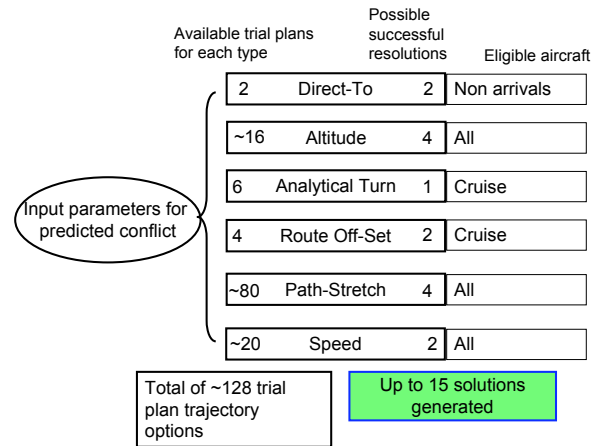 Available trial plans
for each type
Possible
successful
resolutions
Eligible aircraft
2 Direct-To 2 Non arrivals
~16 Altitude 4 All
6 Analytical Turn 1 Cruise
Input parameters for
predicted conflict
4 Route Off-Set 2 Cruise
~80 Path-Stretch 4 All
~20 Speed 2 All
Total of ~128 trial
plan trajectory
options
Up to 15 solutions
generated